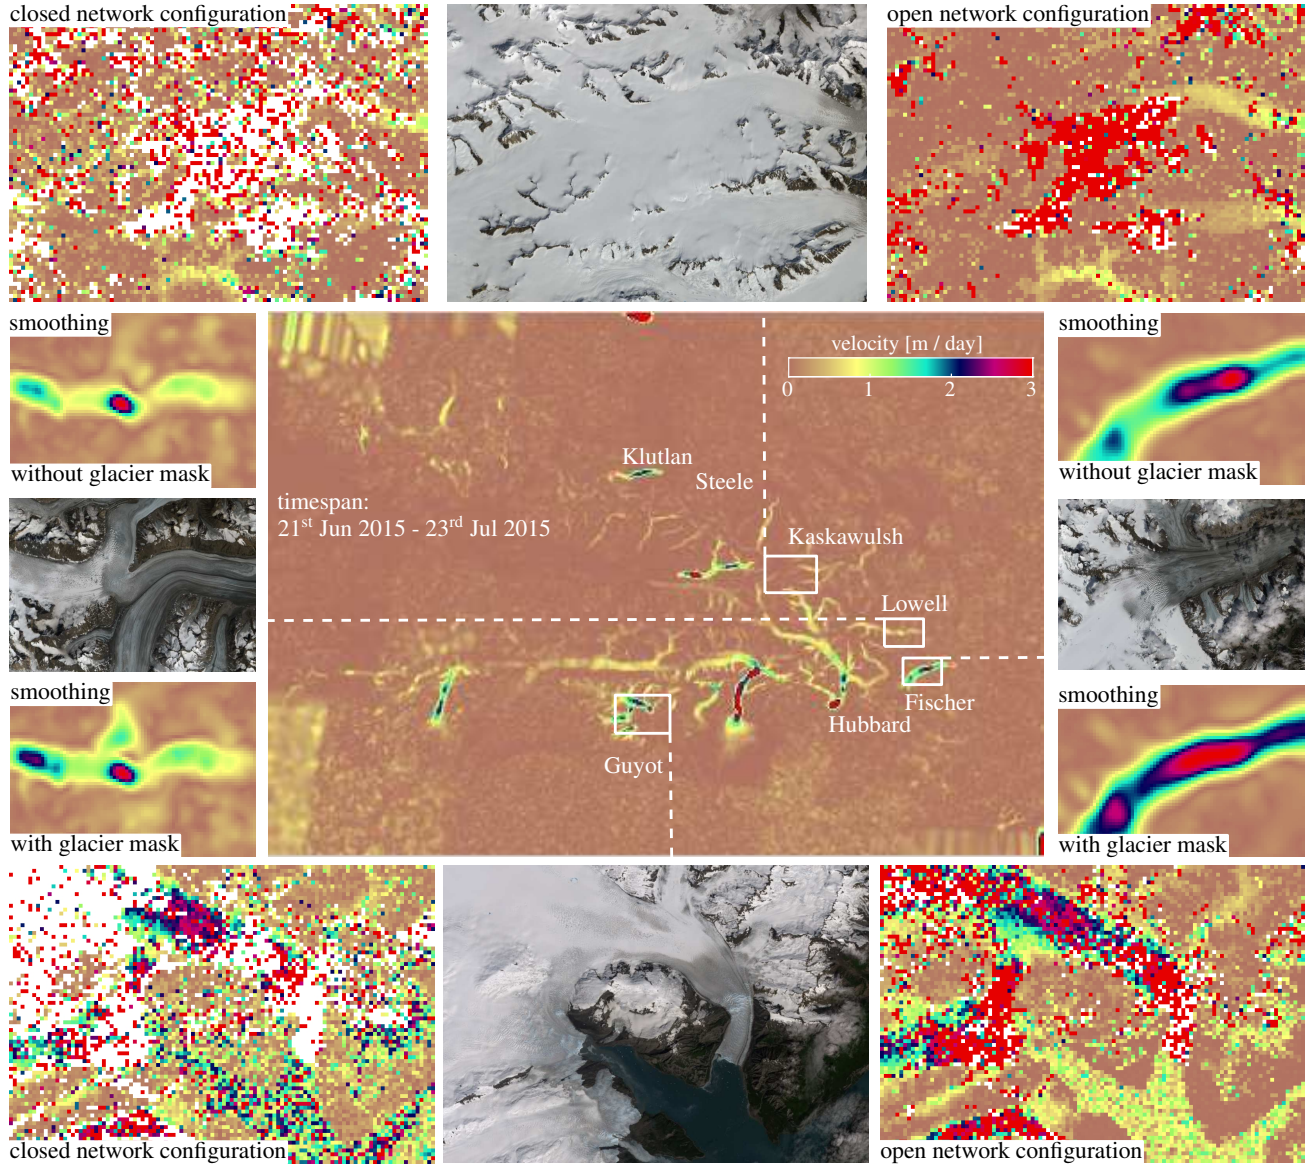 closed network configuration
open network configuration
smoothing
without glacier mask
smoothing
with glacier mask
velocity [m / day]
0 1 2 3
Klutlan
Steele
timespan:
21st Jun 2015 - 23rd Jul 2015
Kaskawulsh
Lowell
Fischer
Hubbard
Guyot
smoothing
without glacier mask
smoothing
with glacier mask
closed network configuration
open network configuration